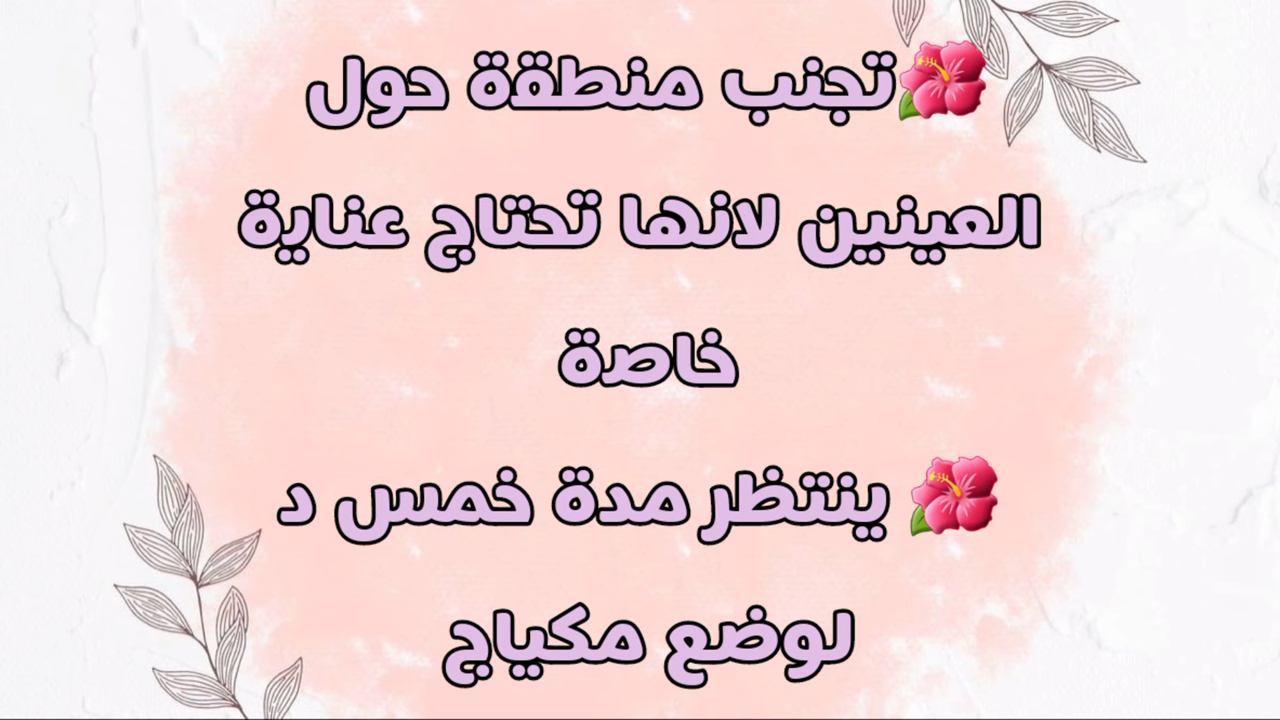 🌺تجنب منطقة حول
العينين لانها تحتاج عناية
خاصة
🌺 ينتظر مدة خمس د
لوضع مكياج